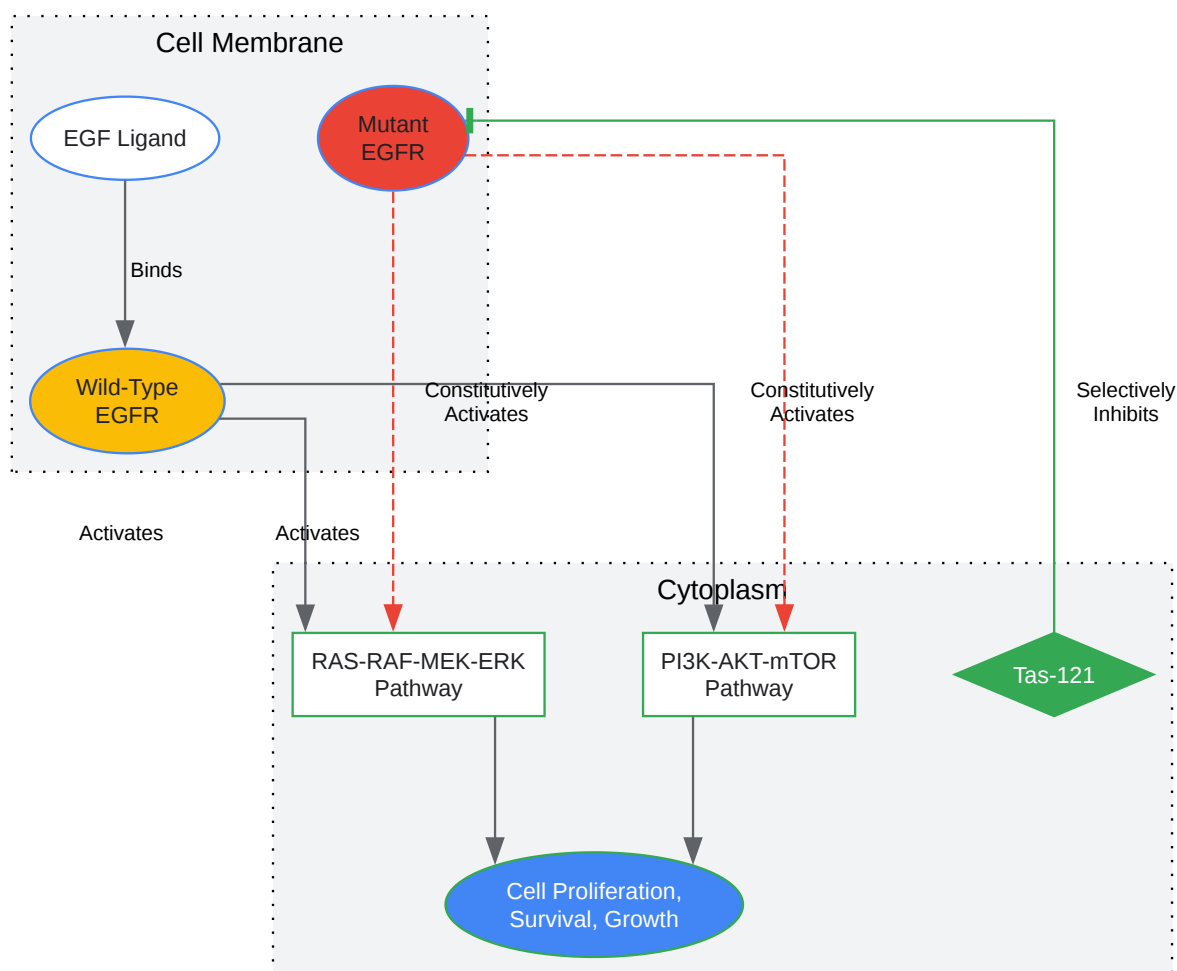 Cell Membrane
EGF Ligand
Mutant
EGFR
Binds
Wild-Type
EGFR
Constitutively
Activates
Constitutively
Activates
Selectively
Inhibits
Activates
Activates
Cytoplasm
RAS-RAF-MEK-ERK
Pathway
PI3K-AKT-mTOR
Pathway
Tas-121
Cell Proliferation,
Survival, Growth